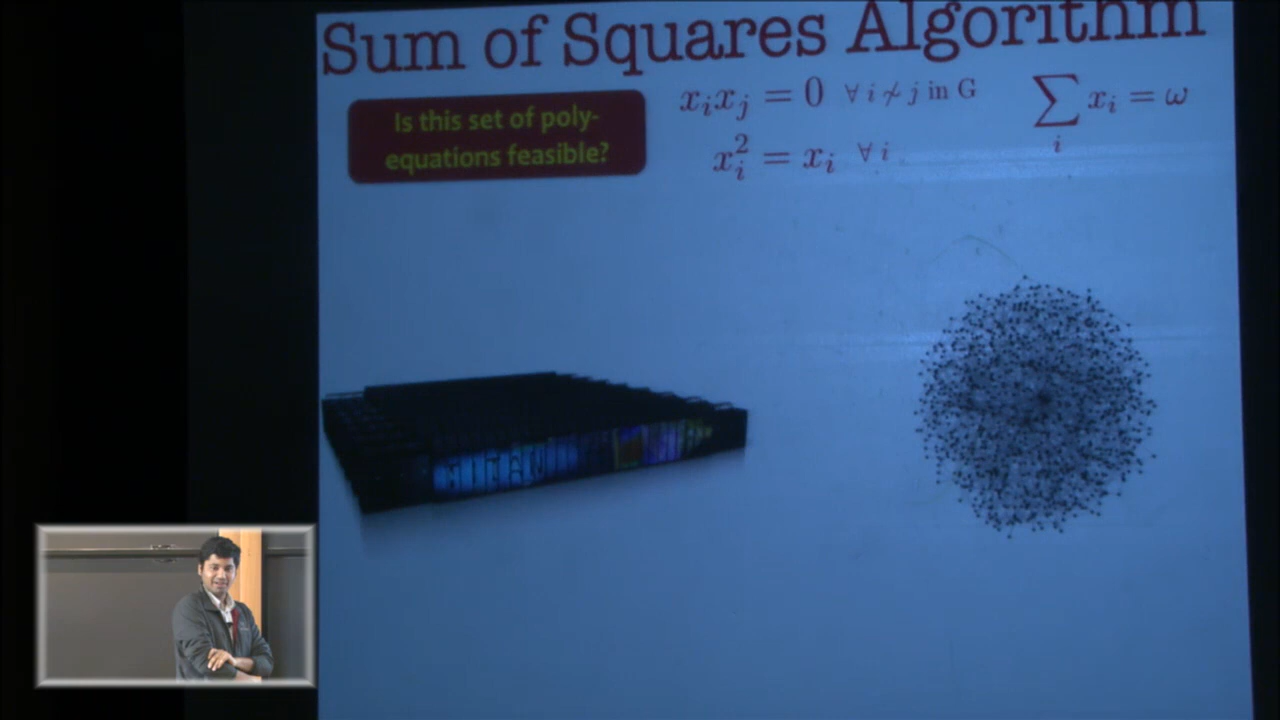 Sum of Squares Algorithm
Is this set of poly-
equations feasible?
x_i x_j = 0 ∀ i ≁ j in G
∑_i x_i = ω
x_i^2 = x_i ∀ i
TITAN